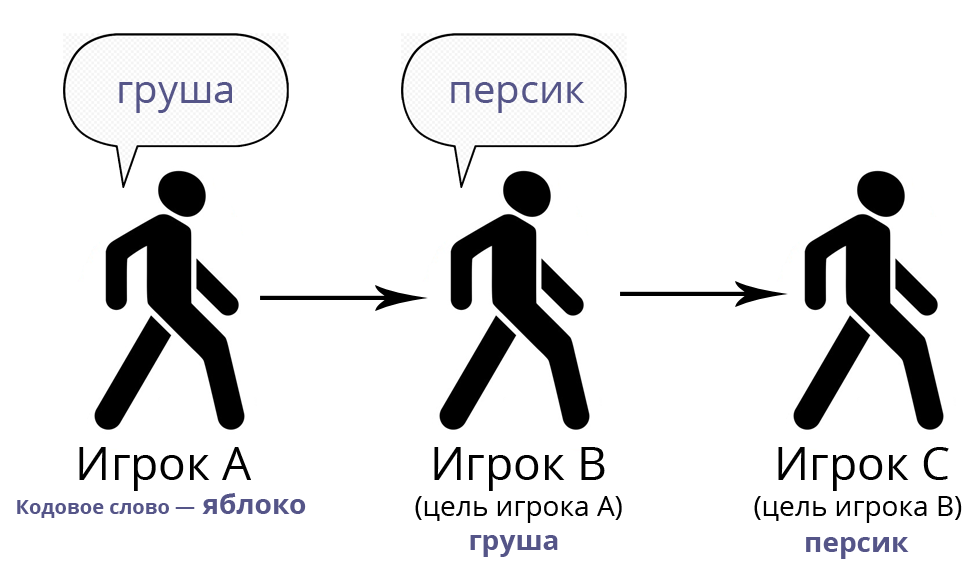 груша
персик
Игрок А
Кодовое слово — яблоко
Игрок В
(цель игрока А)
груша
Игрок С
(цель игрока В)
персик